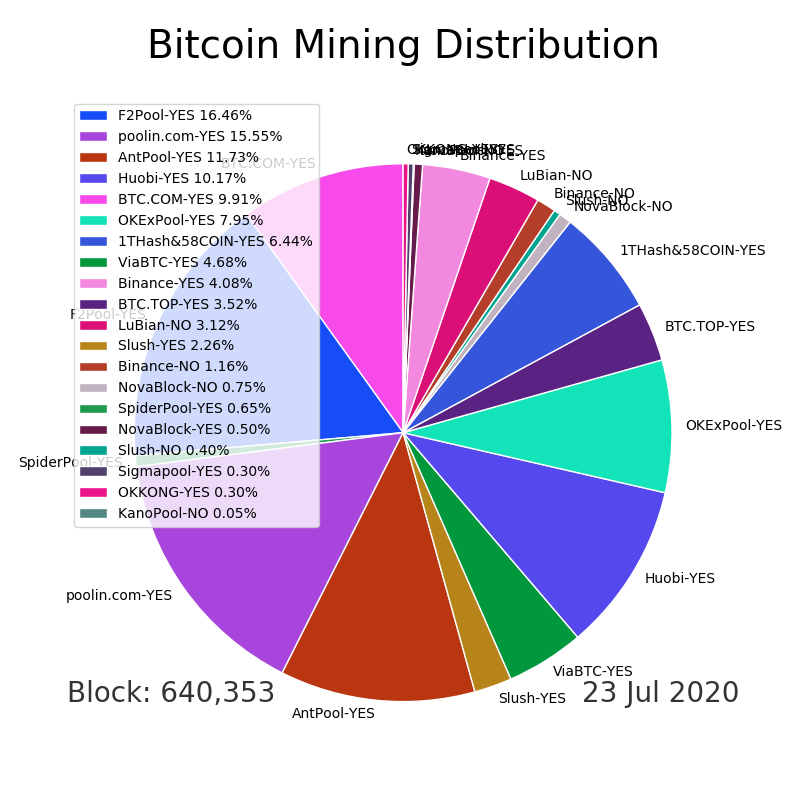 Bitcoin Mining Distribution
F2Pool-YES 16.46%
poolin.com-YES 15.55%
AntPool-YES 11.73%
Huobi-YES 10.17%
BTC.COM-YES 9.91%
OKExPool-YES 7.95%
1THash&58COIN-YES 6.44%
ViaBTC-YES 4.68%
Binance-YES 4.08%
BTC.TOP-YES 3.52%
LuBian-NO 3.12%
Slush-YES 2.26%
Binance-NO 1.16%
NovaBlock-NO 0.75%
SpiderPool-YES 0.65%
NovaBlock-YES 0.50%
Slush-NO 0.40%
Sigmapool-YES 0.30%
OKKONG-YES 0.30%
KanoPool-NO 0.05%
BTC.COM-YES
F2Pool-YES
SpiderPool-YES
poolin.com-YES
AntPool-YES
Slush-YES
ViaBTC-YES
Huobi-YES
OKExPool-YES
BTC.TOP-YES
1THash&58COIN-YES
NovaBlock-NO
Slush-NO
Binance-NO
LuBian-NO
Binance-YES
Block: 640,353
23 Jul 2020